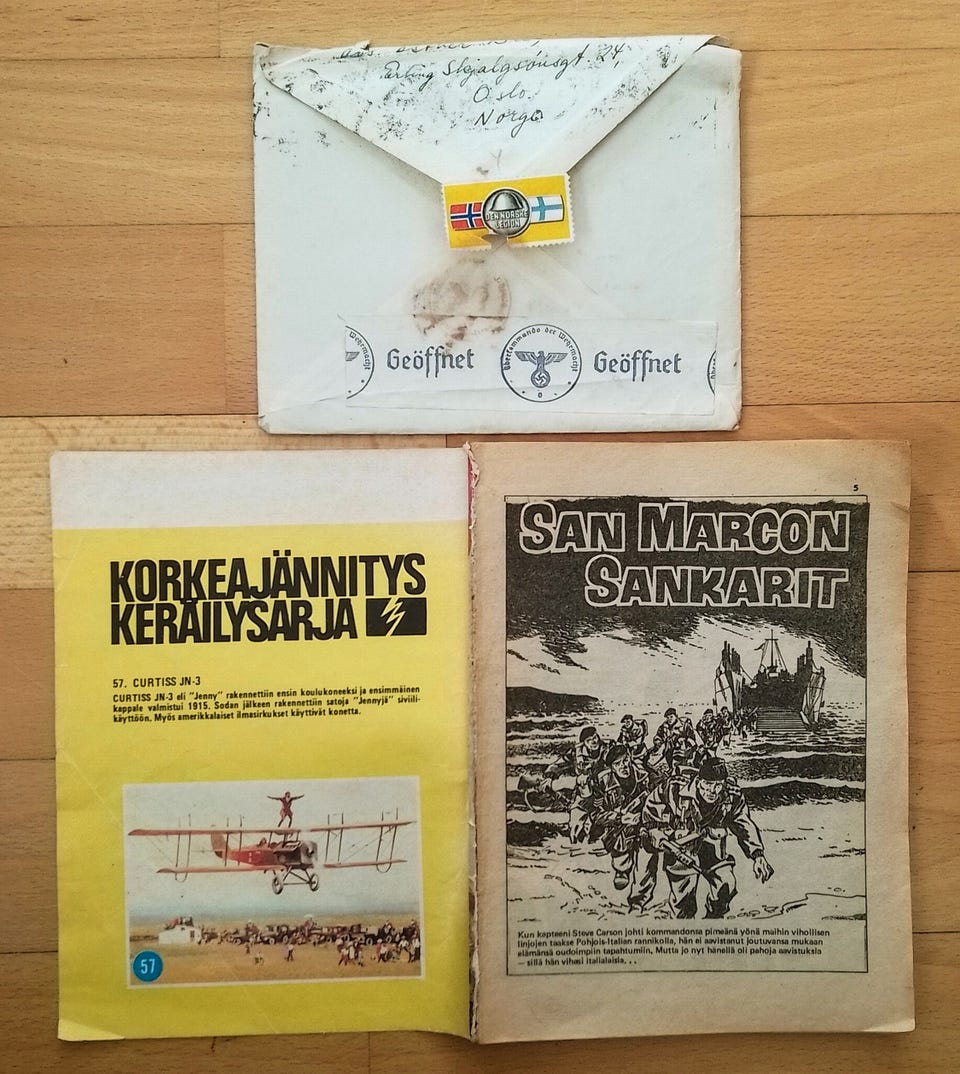 Erling Skjalgsønsgt. 24,
Oslo.
Norge
DEN NORSKE
LEGION
Geöffnet
Oberkommando der Wehrmacht
Geöffnet
KORKEAJÄNNITYS
KERÄILYSARJA
57. CURTISS JN-3
CURTISS JN-3 eli "Jenny" rakennettiin ensin koulukoneeksi ja ensimmäinen
kappale valmistui 1915. Sodan jälkeen rakennettiin satoja "Jennyjä" siviili-
käyttöön. Myös amerikkalaiset ilmasirkukset käyttivät konetta.
57
5
SAN MARCON
SANKARIT
Kun kapteeni Steve Carson johti kommandonsa pimeänä yönä maihin vihollisen
linjojen taakse Pohjois-Italian rannikolla, hän ei aavistanut joutuvansa mukaan
elämänsä oudoimpiin tapahtumiin. Mutta jo nyt hänellä oli pahoja aavistuksia
– sillä hän vihasi italialaisia...